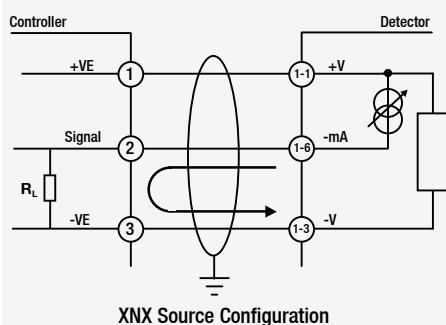 Controller Detector
+VE 1 1-1 +V
Signal 2 1-6 -mA
RL
-VE 3 1-3 -V
XNX Source Configuration